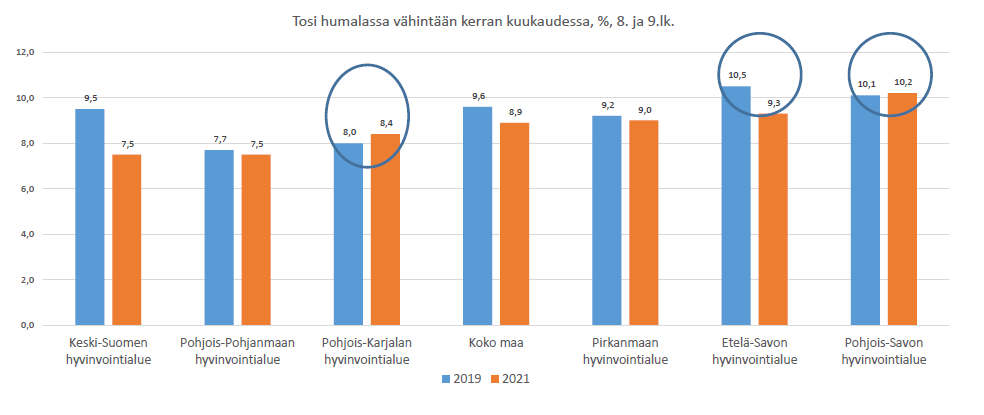 Tosi humalassa vähintään kerran kuukaudessa, %, 8. ja 9.lk.
12,0
10,0
8,0
6,0
4,0
2,0
0,0
9,5
7,5
7,7
7,5
8,0
8,4
9,6
8,9
9,2
9,0
10,5
9,3
10,1
10,2
Keski-Suomen
hyvinvointialue
Pohjois-Pohjanmaan
hyvinvointialue
Pohjois-Karjalan
hyvinvointialue
Koko maa
Pirkanmaan
hyvinvointialue
Etelä-Savon
hyvinvointialue
Pohjois-Savon
hyvinvointialue
2019
2021